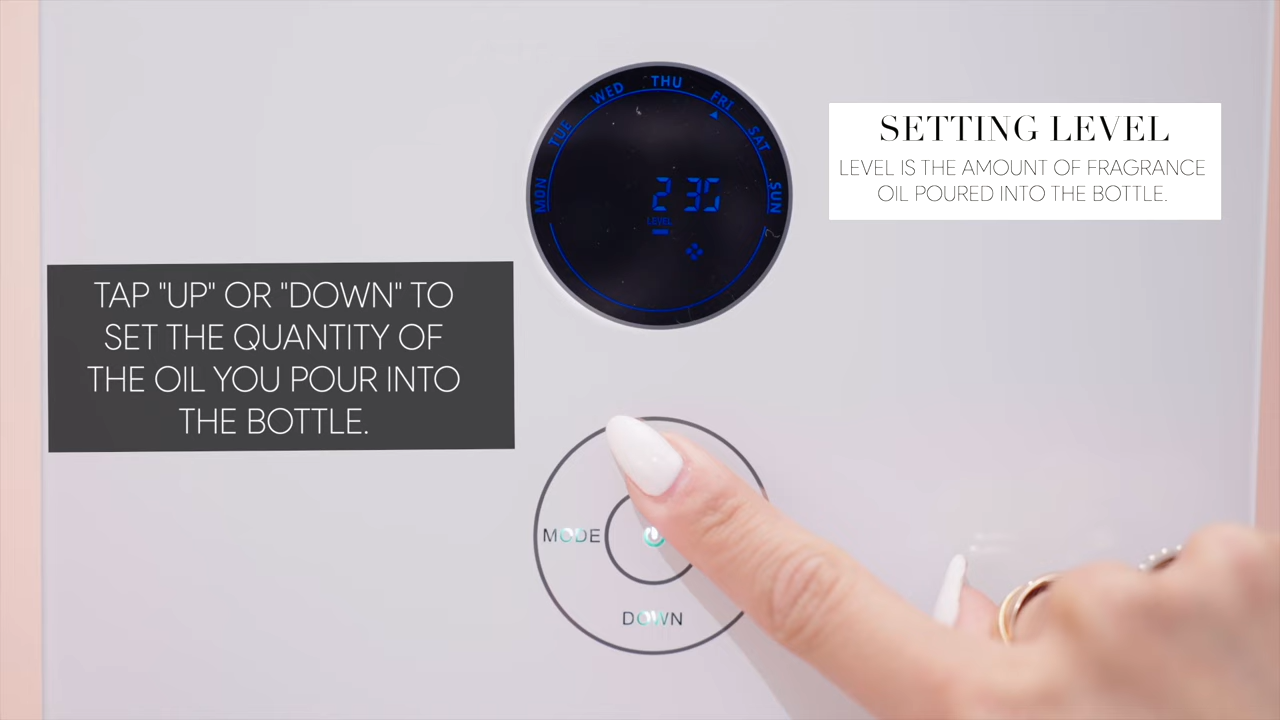 MON
TUE
WED
THU
FRI
SAT
SUN
2 35
LEVEL
SETTING LEVEL
LEVEL IS THE AMOUNT OF FRAGRANCE
OIL POURED INTO THE BOTTLE.
TAP "UP" OR "DOWN" TO
SET THE QUANTITY OF
THE OIL YOU POUR INTO
THE BOTTLE.
MODE
DOWN